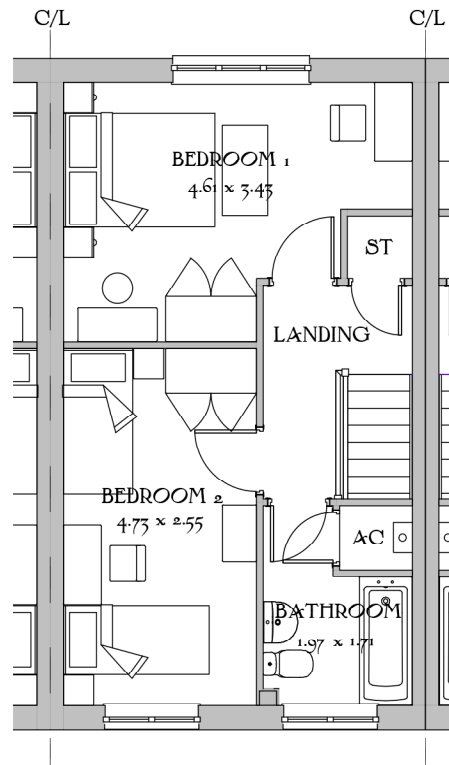 C/L C/L
BEDROOM 1
4.61 x 3.43
ST
LANDING
BEDROOM 2
4.73 x 2.55
AC
BATHROOM
1.97 x 1.71